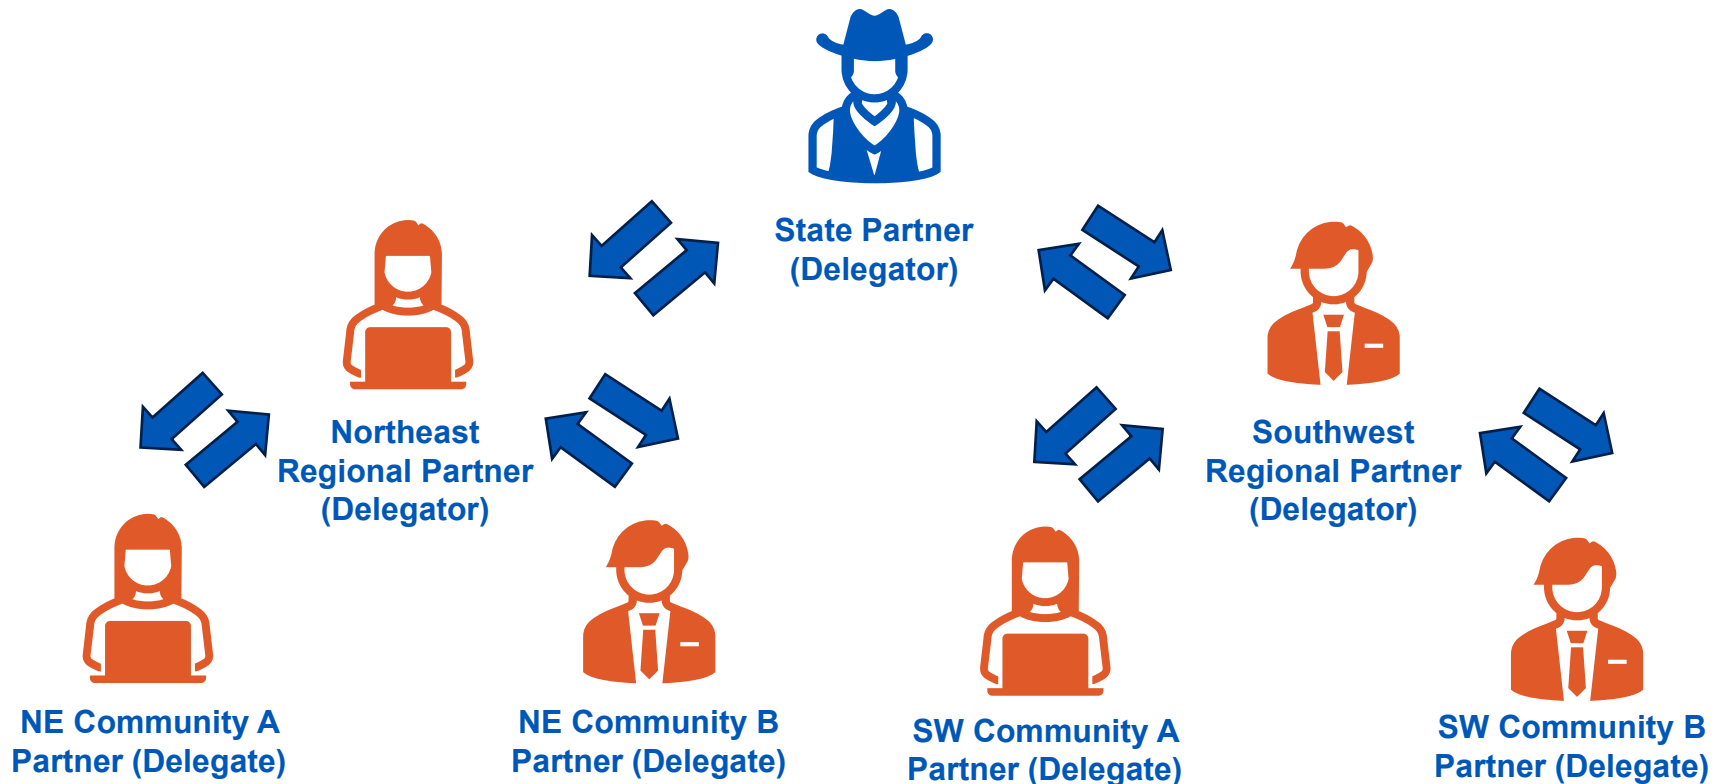 State Partner
(Delegator)
Northeast
Regional Partner
(Delegator)
Southwest
Regional Partner
(Delegator)
NE Community A
Partner (Delegate)
NE Community B
Partner (Delegate)
SW Community A
Partner (Delegate)
SW Community B
Partner (Delegate)